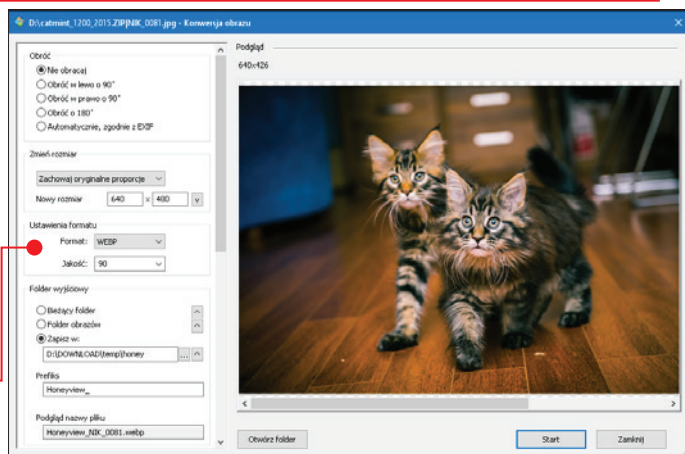 D:\catmint_1200_2015.ZIP|NIK_0081.jpg - Konwersja obrazu
Obróć
Nie obracaj
Obróć w lewo o 90°
Obróć w prawo o 90°
Obróć o 180°
Automatycznie, zgodnie z EXIF
Zmień rozmiar
Zachowaj oryginalne proporcje
Nowy rozmiar 640 x 480
Ustawienia formatu
Format: WEBP
Jakość: 90
Folder wyjściowy
Bieżący folder
Folder obrazów
Zapisz w:
D:\DOWNLOAD\temp\honey ...
Prefiks
Honeyview_
Podgląd nazwy pliku
Honeyview_NIK_0081.webp
Podgląd
640x426
Otwórz folder Start Zamknij